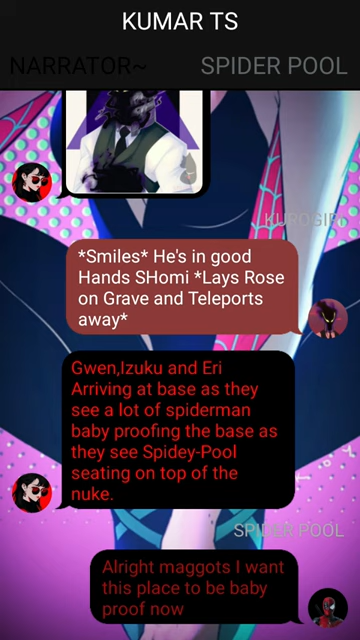 KUMAR TS
NARRATOR~
SPIDER POOL
KUROGIRI
*Smiles* He's in good
Hands SHomi *Lays Rose
on Grave and Teleports
away*
Gwen,Izuku and Eri
Arriving at base as they
see a lot of spiderman
baby proofing the base as
they see Spidey-Pool
seating on top of the
nuke.
SPIDER POOL
Alright maggots I want
this place to be baby
proof now